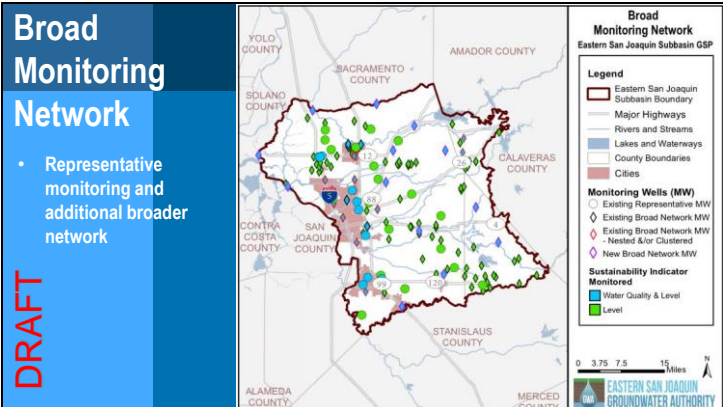 Broad
Monitoring
Network
• Representative
monitoring and
additional broader
network
DRAFT
YOLO
COUNTY
AMADOR COUNTY
SACRAMENTO
COUNTY
SOLANO
COUNTY
12
26
CALAVERAS
COUNTY
5
88
4
CONTRA
COSTA
COUNTY
SAN
JOAQUIN
COUNTY
99
120
STANISLAUS
COUNTY
ALAMEDA
COUNTY
MERCED
COUNTY
Broad
Monitoring Network
Eastern San Joaquin Subbasin GSP
Legend
Eastern San Joaquin
Subbasin Boundary
Major Highways
Rivers and Streams
Lakes and Waterways
County Boundaries
Cities
Monitoring Wells (MW)
Existing Representative MW
Existing Broad Network MW
Existing Broad Network MW
- Nested &/or Clustered
New Broad Network MW
Sustainability Indicator
Monitored
Water Quality & Level
Level
0 3.75 7.5 15
Miles
N
GWA
EASTERN SAN JOAQUIN
GROUNDWATER AUTHORITY